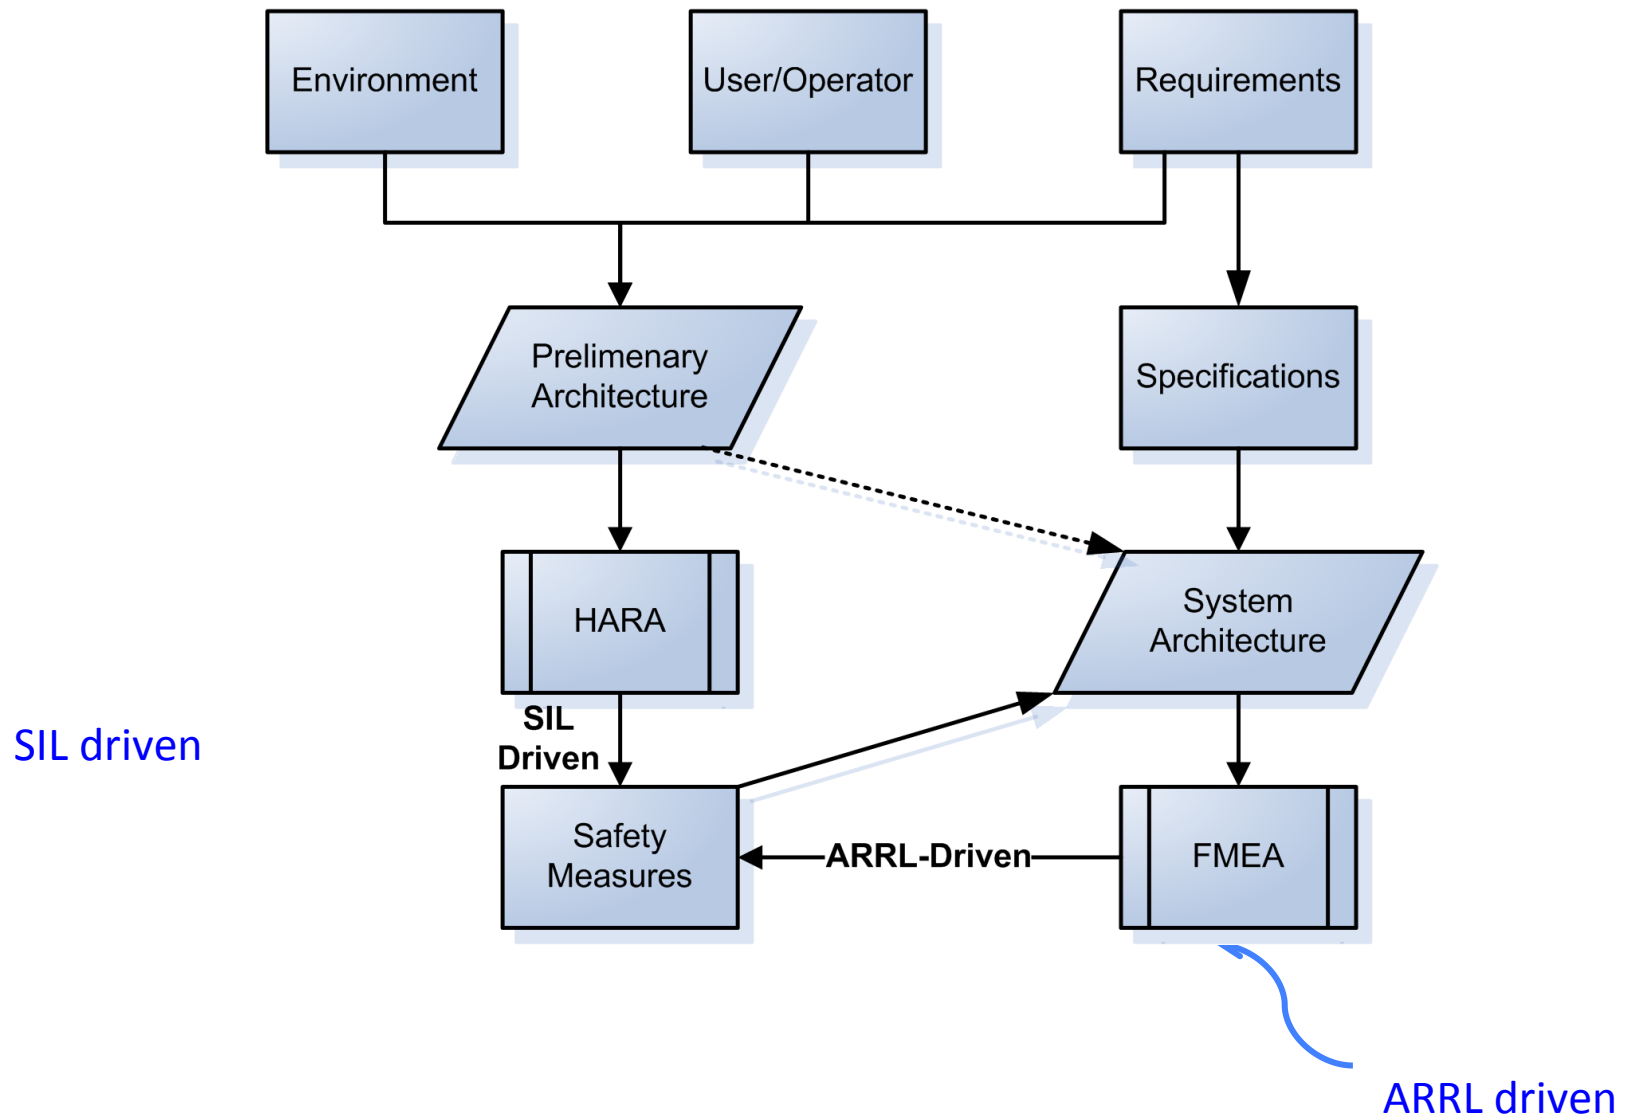 Environment
User/Operator
Requirements
Prelimenary
Architecture
Specifications
HARA
System
Architecture
SIL
Driven
SIL driven
Safety
Measures
ARRL-Driven
FMEA
ARRL driven